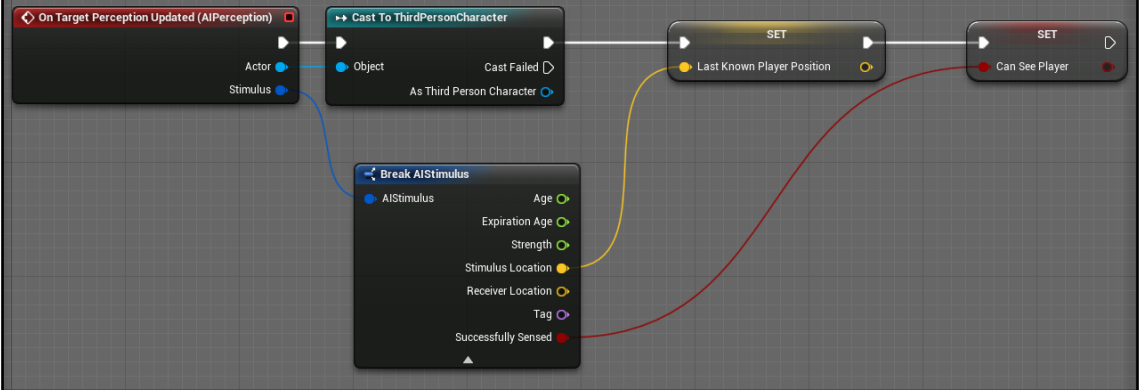 On Target Perception Updated (AIPerception)
Actor
Stimulus
Cast To ThirdPersonCharacter
Object
Cast Failed
As Third Person Character
SET
Last Known Player Position
SET
Can See Player
Break AIStimulus
AIStimulus
Age
Expiration Age
Strength
Stimulus Location
Receiver Location
Tag
Successfully Sensed